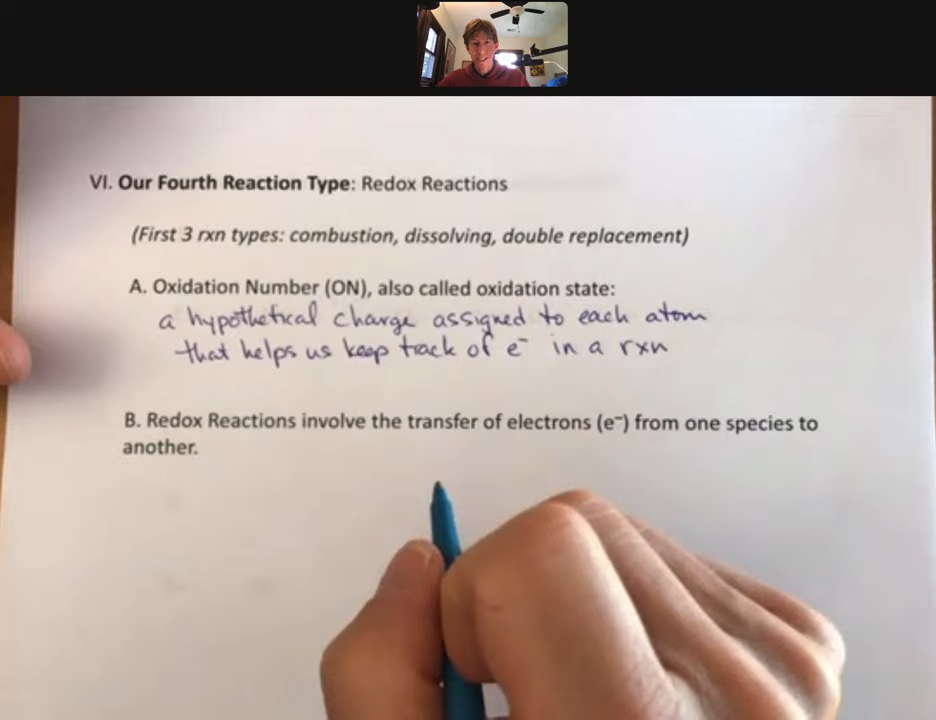 VI. Our Fourth Reaction Type: Redox Reactions
(First 3 rxn types: combustion, dissolving, double replacement)
A. Oxidation Number (ON), also called oxidation state:
a hypothetical charge assigned to each atom
that helps us keep track of e⁻ in a rxn
B. Redox Reactions involve the transfer of electrons (e⁻) from one species to
another.